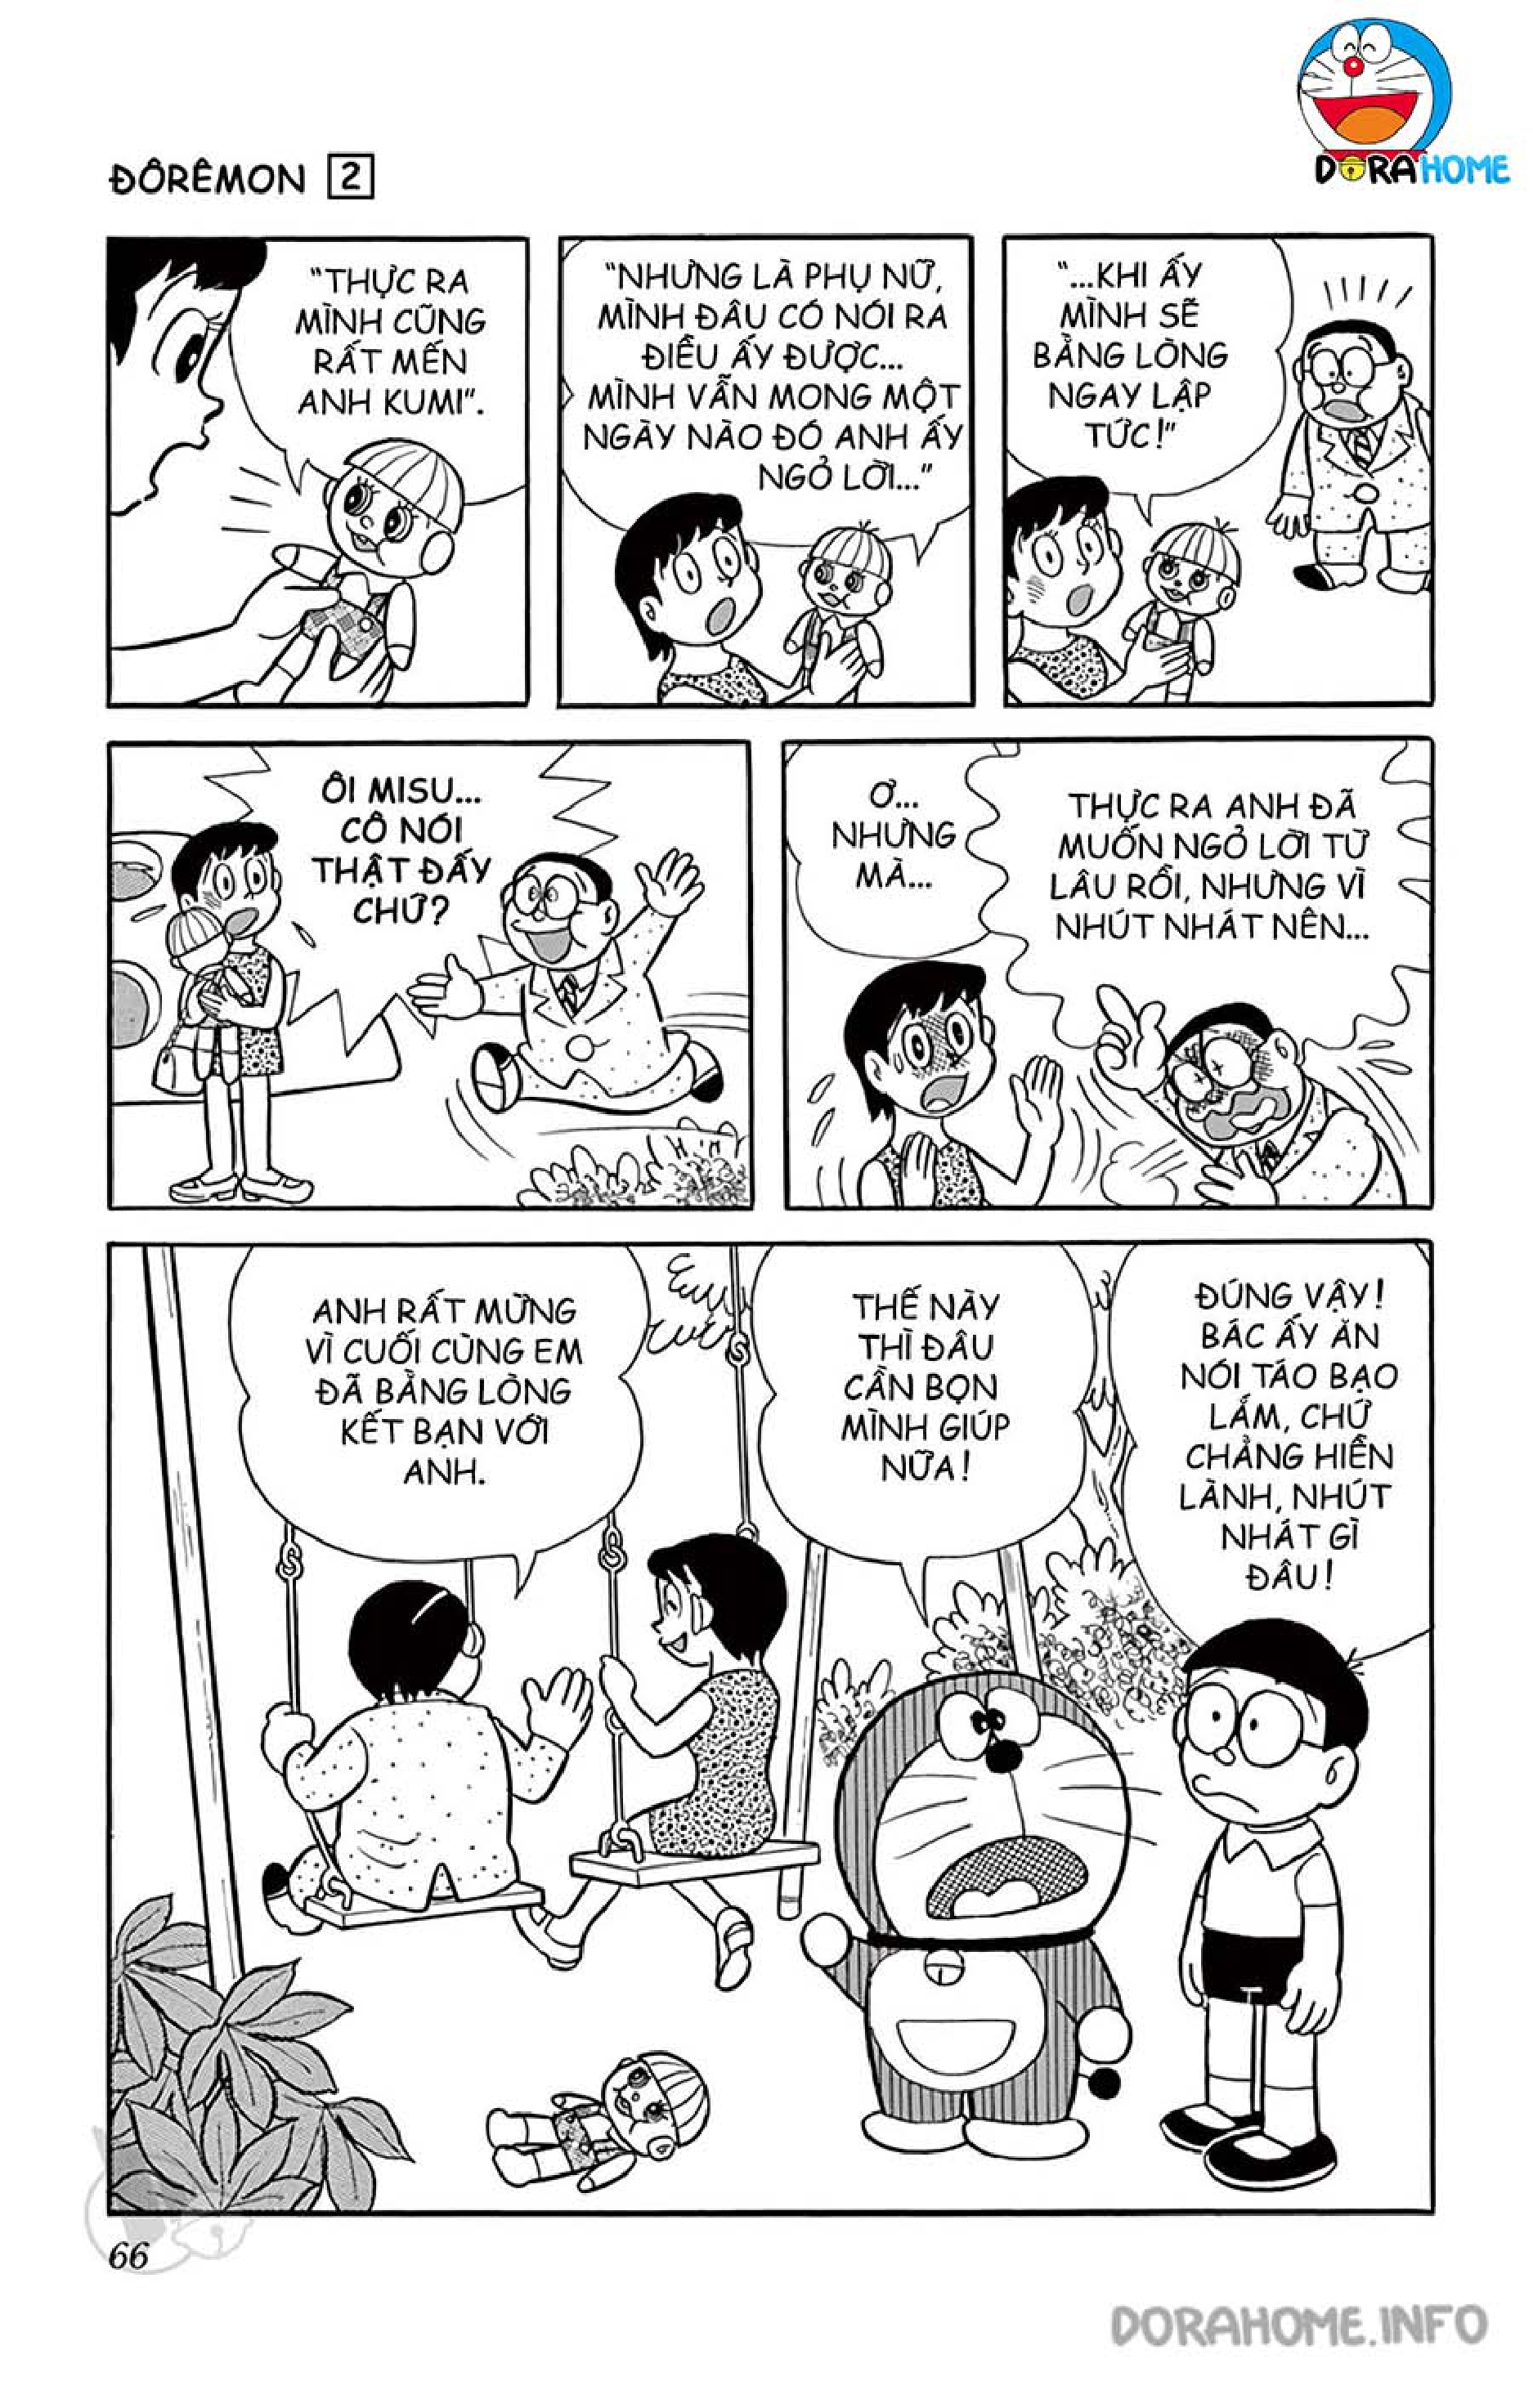 DORAHOME
ĐÔRÊMON 2
“THỰC RA
MÌNH CŨNG
RẤT MẾN
ANH KUMI”.
“NHƯNG LÀ PHỤ NỮ,
MÌNH ĐÂU CÓ NÓI RA
ĐIỀU ẤY ĐƯỢC...
MÌNH VẪN MONG MỘT
NGÀY NÀO ĐÓ ANH ẤY
NGỎ LỜI...”
“...KHI ẤY
MÌNH SẼ
BẰNG LÒNG
NGAY LẬP
TỨC!”
ÔI MISU...
CÔ NÓI
THẬT ĐẤY
CHỨ?
Ơ...
NHƯNG
MÀ...
THỰC RA ANH ĐÃ
MUỐN NGỎ LỜI TỪ
LÂU RỒI, NHƯNG VÌ
NHÚT NHÁT NÊN...
ANH RẤT MỪNG
VÌ CUỐI CÙNG EM
ĐÃ BẰNG LÒNG
KẾT BẠN VỚI
ANH.
THẾ NÀY
THÌ ĐÂU
CẦN BỌN
MÌNH GIÚP
NỮA!
ĐÚNG VẬY!
BÁC ẤY ĂN
NÓI TÁO BẠO
LẮM, CHỨ
CHẲNG HIỀN
LÀNH, NHÚT
NHÁT GÌ
ĐÂU!
66
DORAHOME.INFO